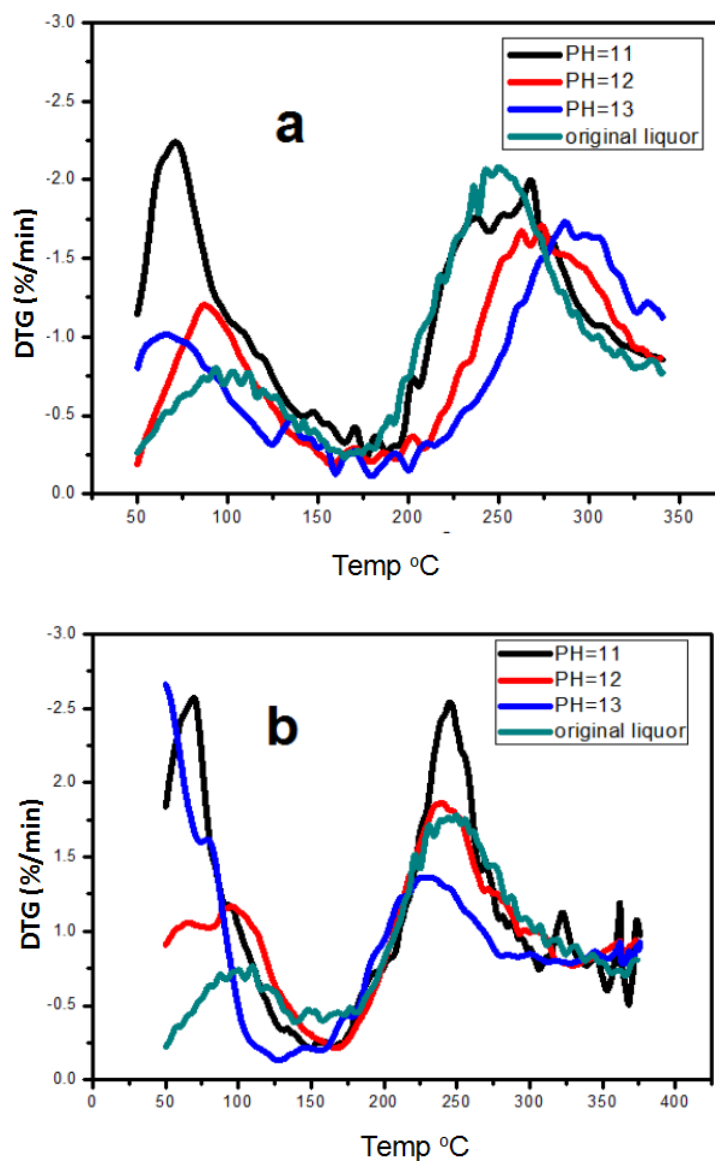 -3.0
-2.5
-2.0
-1.5
-1.0
-0.5
0.0
DTG (%/min)
a
PH=11
PH=12
PH=13
original liquor
50 100 150 200 250 300 350
Temp °C
-3.0
-2.5
-2.0
1.5
1.0
-0.5
0.0
DTG (%/min)
b
PH=11
PH=12
PH=13
original liquor
0 50 100 150 200 250 300 350 400
Temp °C